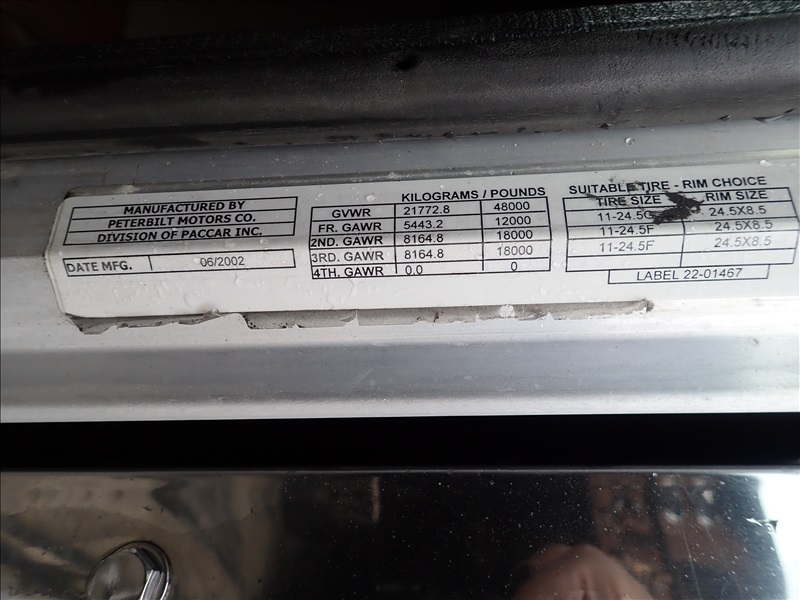 MANUFACTURED BY
PETERBILT MOTORS CO.
DIVISION OF PACCAR INC.
DATE MFG. 06/2002
KILOGRAMS / POUNDS
GVWR 21772.8 48000
FR. GAWR 5443.2 12000
2ND. GAWR 8164.8 18000
3RD. GAWR 8164.8 18000
4TH. GAWR 0.0 0
SUITABLE TIRE - RIM CHOICE
TIRE SIZE RIM SIZE
11-24.5G 24.5X8.5
11-24.5F 24.5X8.5
11-24.5F 24.5X8.5
LABEL 22-01467